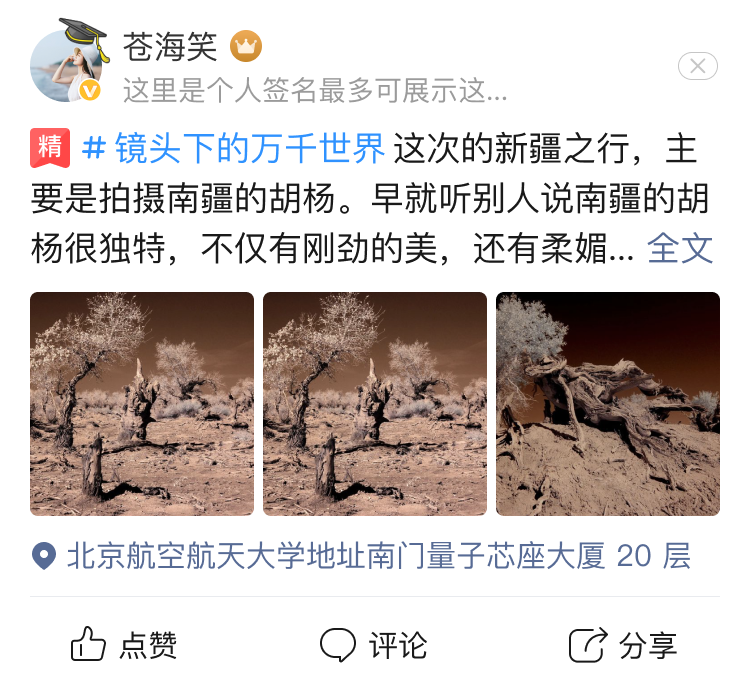 苍海笑
这里是个人签名最多可展示这...
精 # 镜头下的万千世界 这次的新疆之行，主
要是拍摄南疆的胡杨。早就听别人说南疆的胡
杨很独特，不仅有刚劲的美，还有柔媚... 全文
北京航空航天大学地址南门量子芯座大厦 20 层
点赞 评论 分享